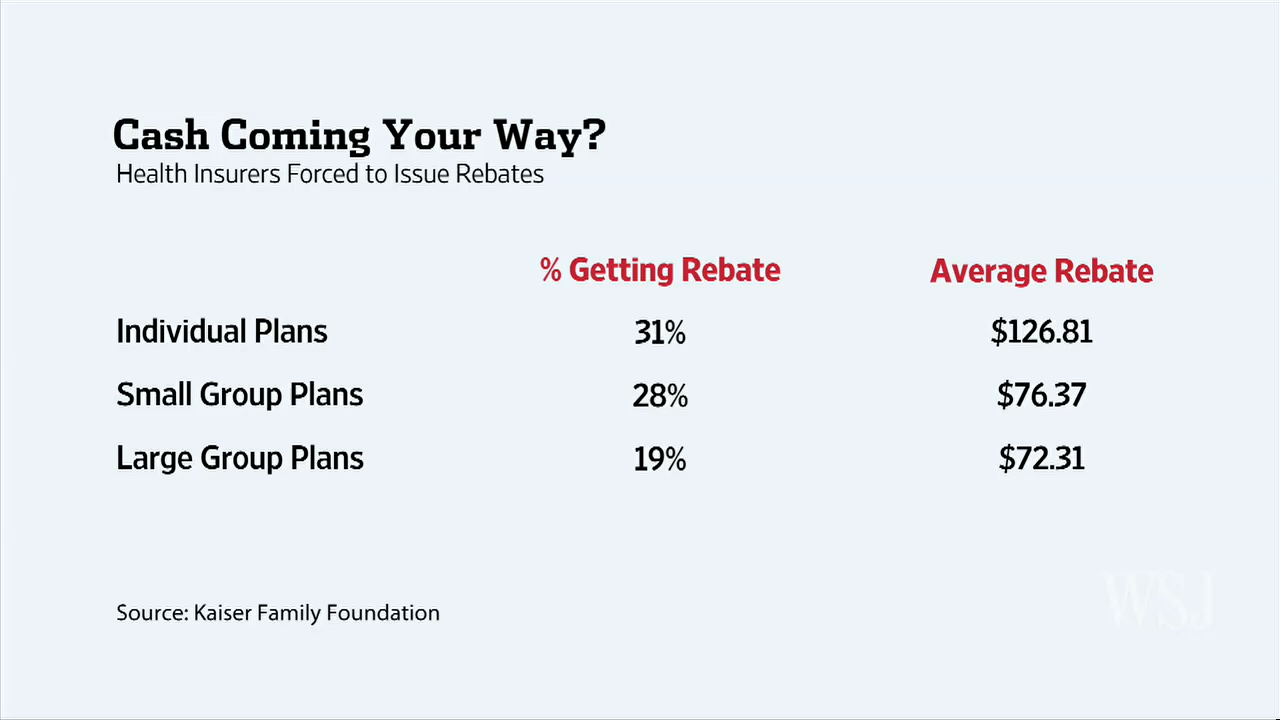 Cash Coming Your Way?
Health Insurers Forced to Issue Rebates
% Getting Rebate Average Rebate
Individual Plans 31% $126.81
Small Group Plans 28% $76.37
Large Group Plans 19% $72.31
Source: Kaiser Family Foundation
WSJ